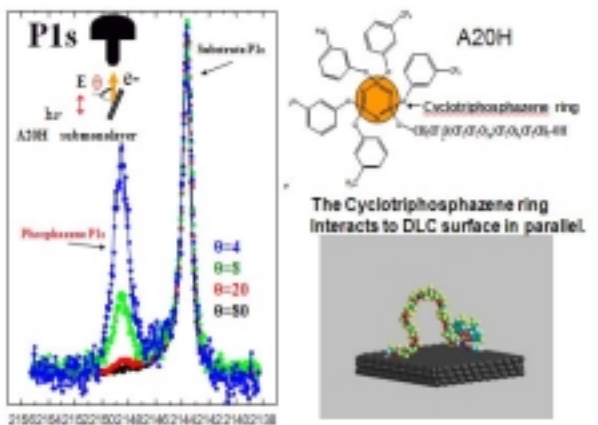 P1s
Substrate P1s
E θ e-
hν
A20H submonolayer
Phosphazene P1s
θ=4
θ=8
θ=20
θ=80
A20H
Cyclotriphosphazene ring
The Cyclotriphosphazene ring
Interacts to DLC surface in parallel.